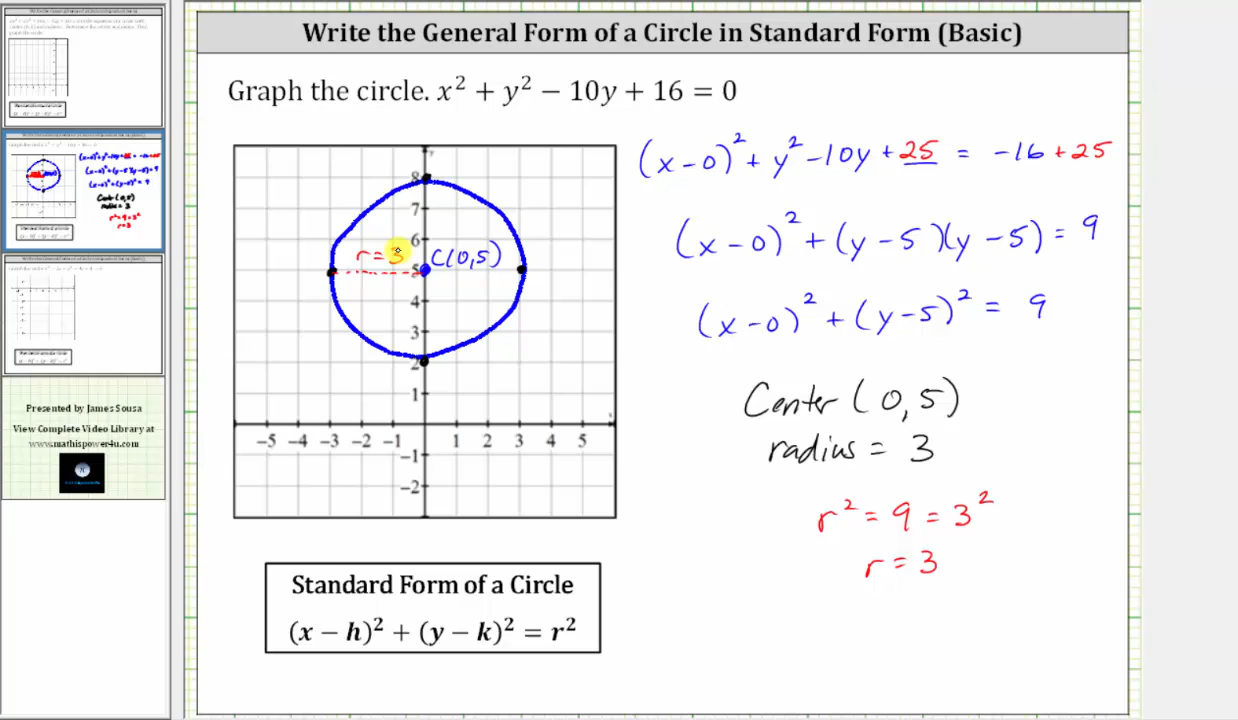 Write the General Form of a Circle in Standard Form (Basic)
Graph the circle. x² + y² − 10y + 16 = 0
(x-0)² + y² -10y + 25 = -16 + 25
(x-0)² + (y-5)(y-5) = 9
(x-0)² + (y-5)² = 9
Center (0,5)
radius = 3
r² = 9 = 3²
r = 3
y
8
7
6
r=3 C(0,5)
5
4
3
2
1
x
−5 −4 −3 −2 −1 1 2 3 4 5
−1
−2
Standard Form of a Circle
(x − h)² + (y − k)² = r²
Presented by James Sousa
View Complete Video Library at
www.mathispower4u.com